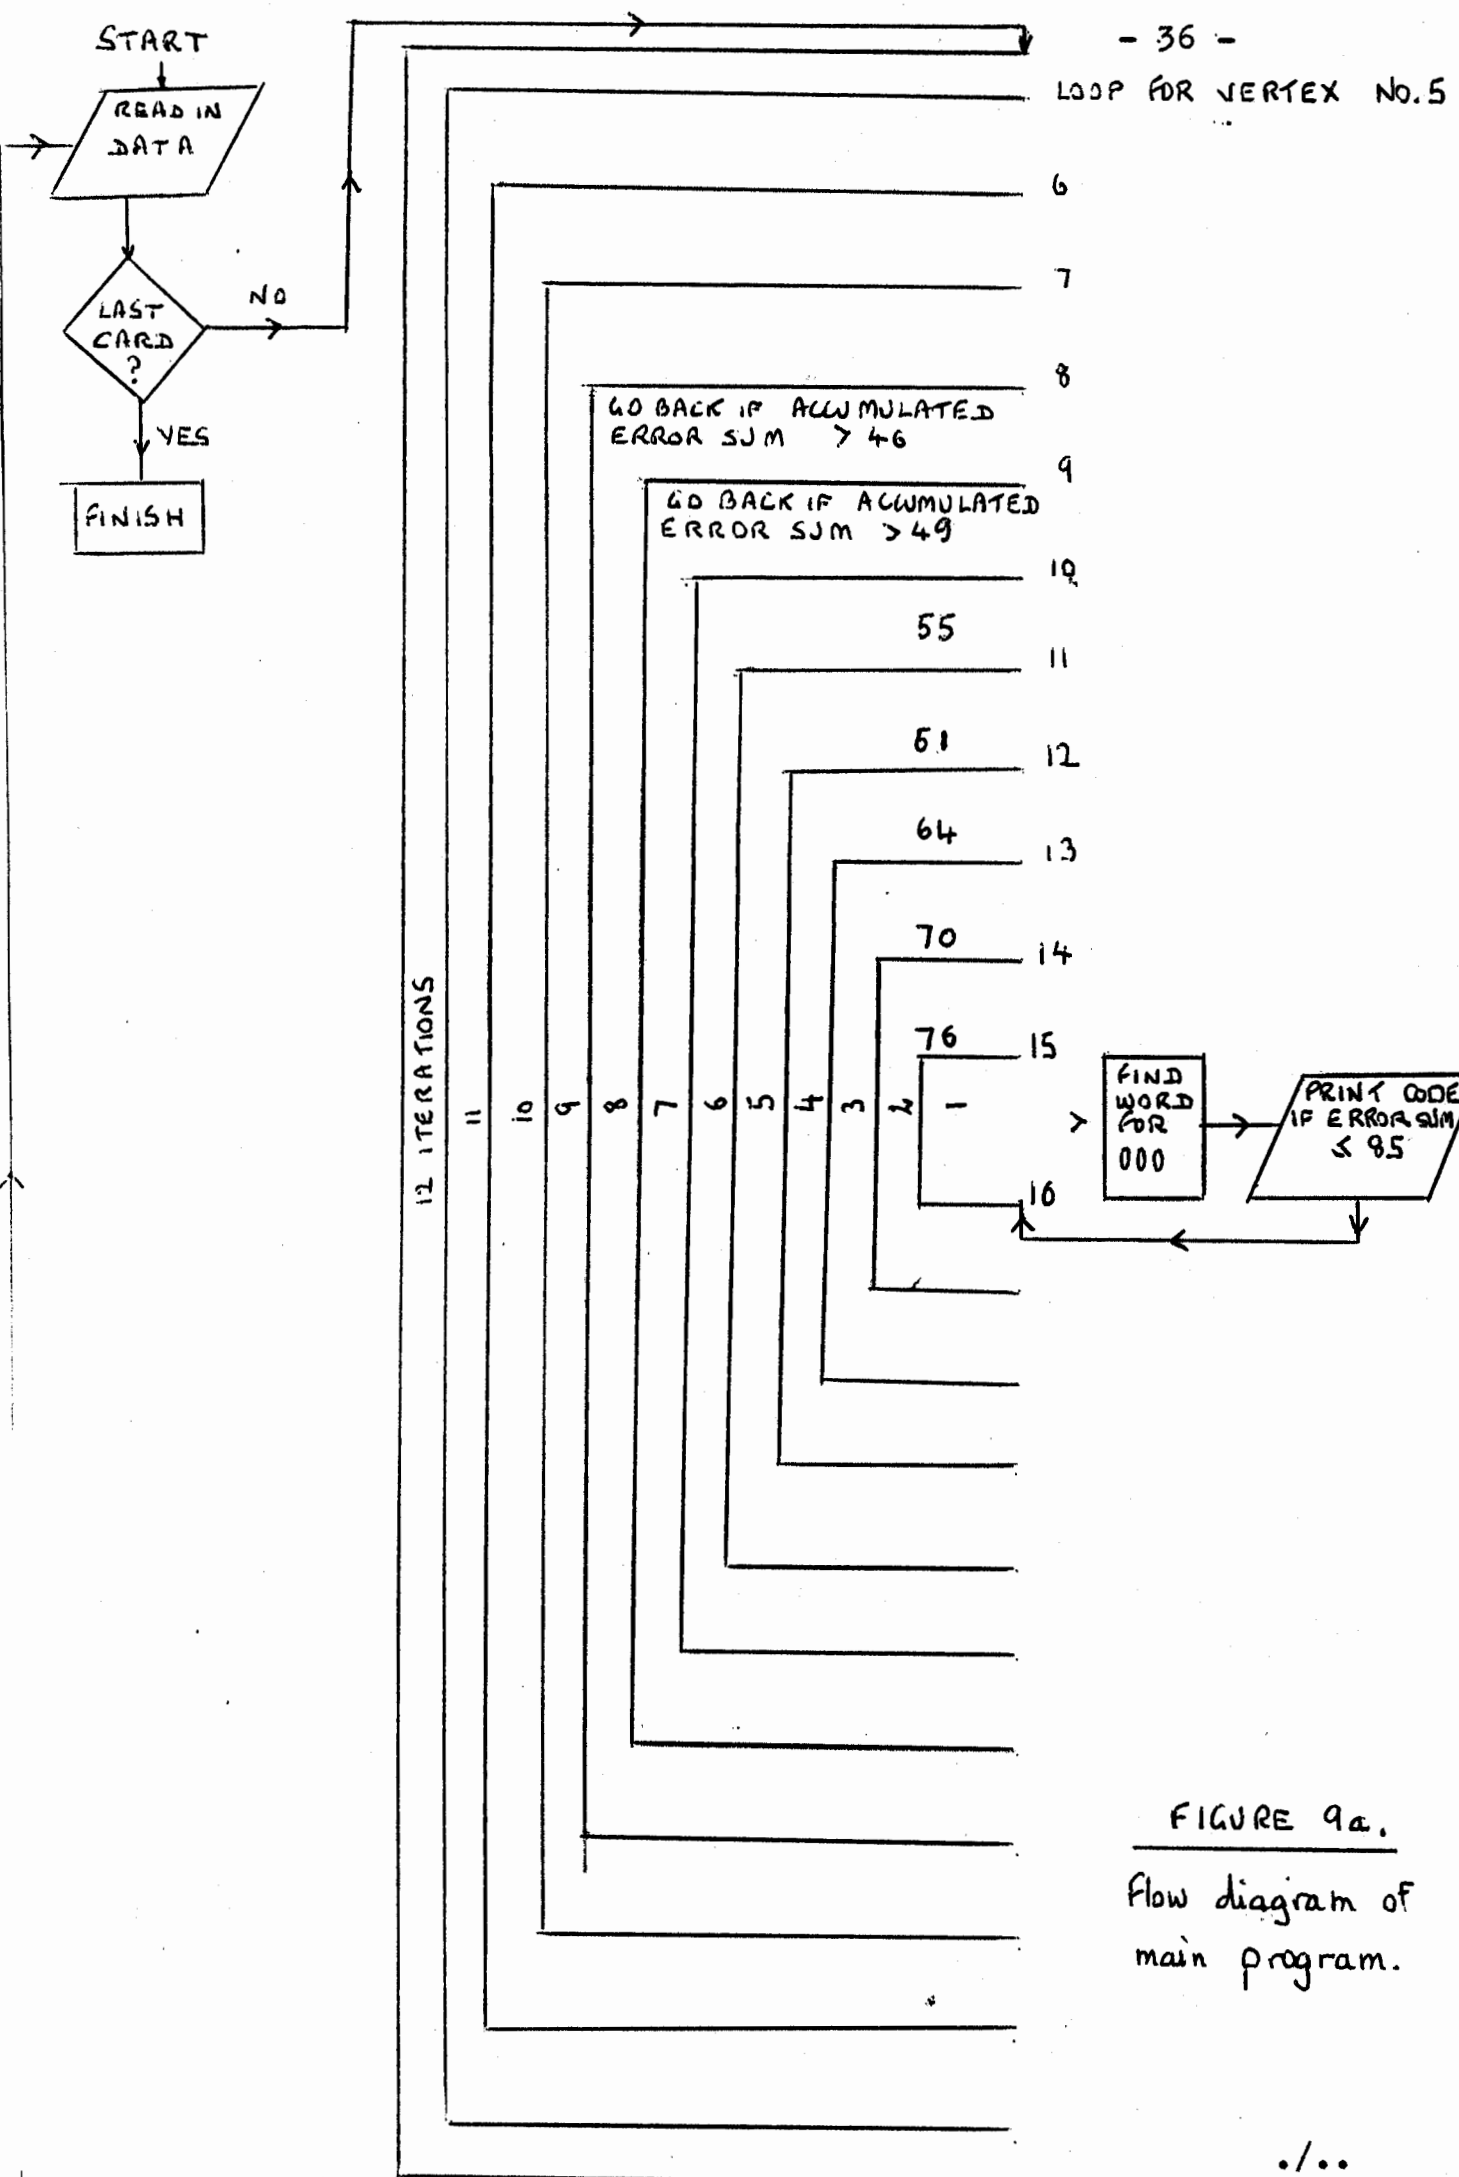 - 36 -
START
READ IN
DATA
LAST
CARD
?
NO
YES
FINISH
LOOP FOR VERTEX No.5
6
7
8
GO BACK IF ACCUMULATED
ERROR SUM > 46
9
GO BACK IF ACCUMULATED
ERROR SUM > 49
10
55
11
61
12
64
13
70
14
76
15
12 ITERATIONS
11
10
9
8
7
6
5
4
3
2
1
>
FIND
WORD
FOR
000
PRINT CODE
IF ERROR SUM
≤ 85
16
FIGURE 9a.
Flow diagram of
main program.
./..